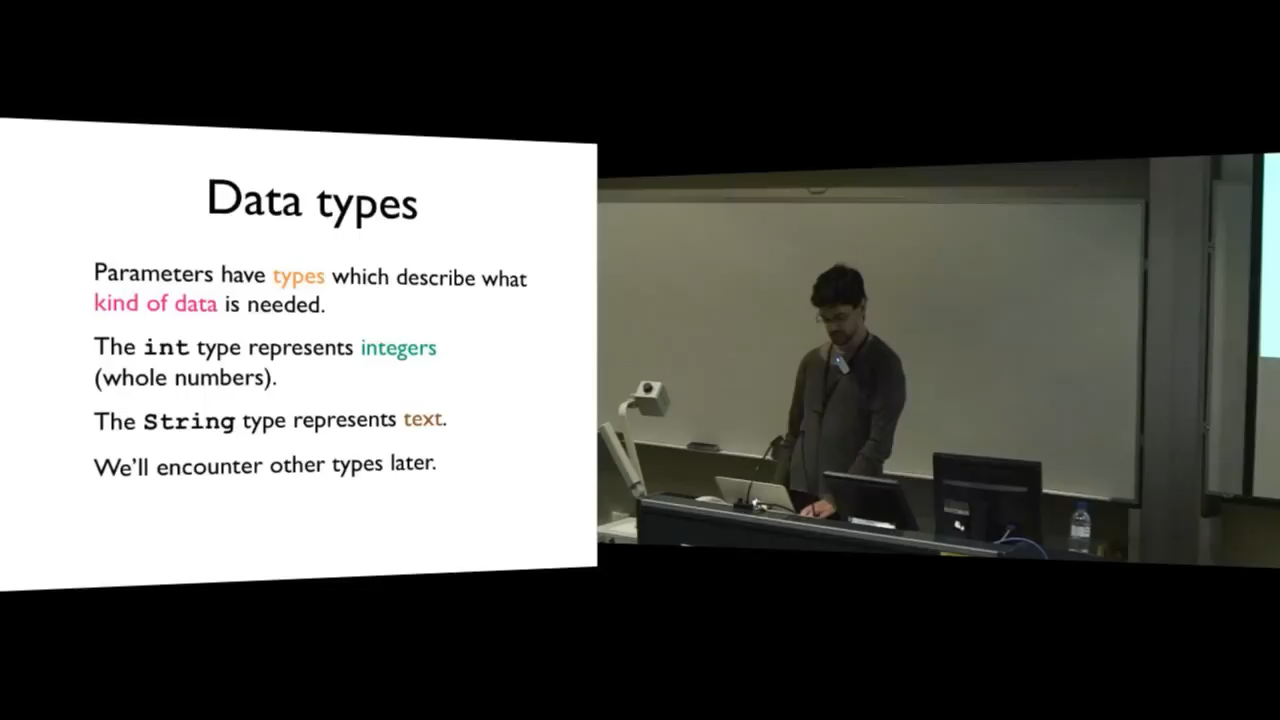 Data types
Parameters have types which describe what
kind of data is needed.
The int type represents integers
(whole numbers).
The String type represents text.
We'll encounter other types later.